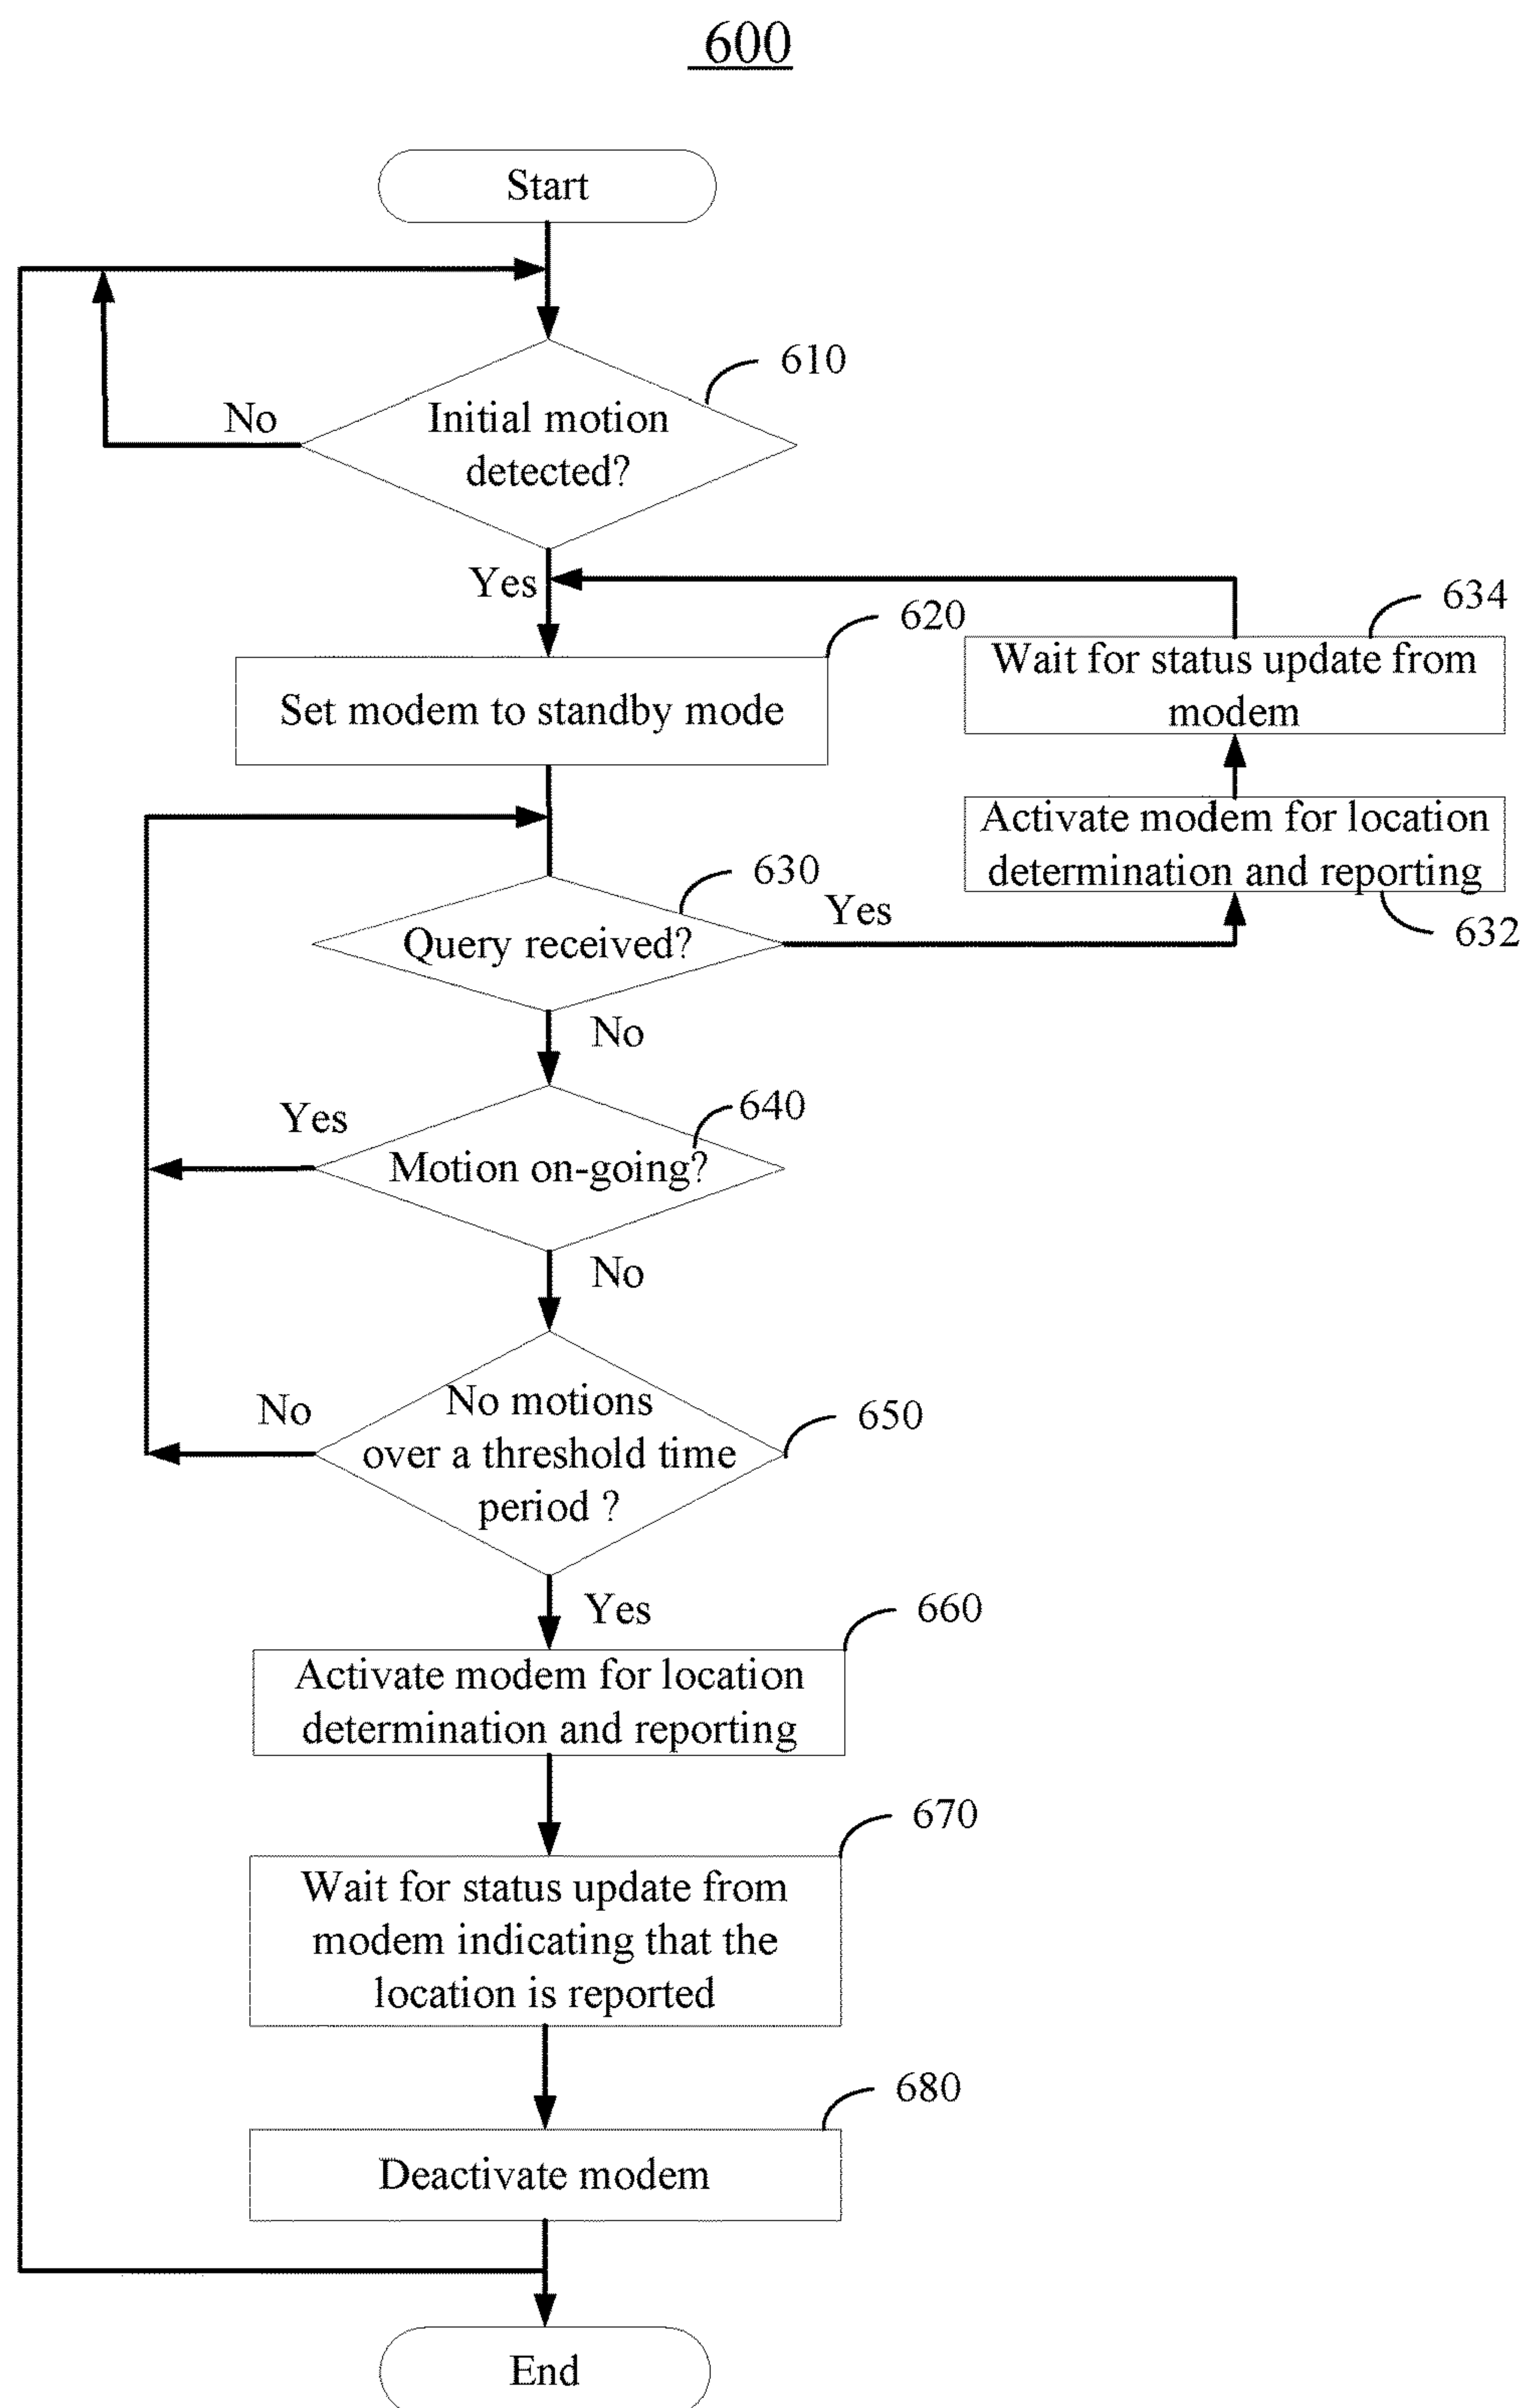 600
Start
610
Initial motion
detected?
No
Yes
620
Set modem to standby mode
634
Wait for status update from
modem
Activate modem for location
determination and reporting
632
630
Query received?
Yes
No
640
Motion on-going?
Yes
No
650
No motions
over a threshold time
period ?
No
Yes
660
Activate modem for location
determination and reporting
670
Wait for status update from
modem indicating that the
location is reported
680
Deactivate modem
End